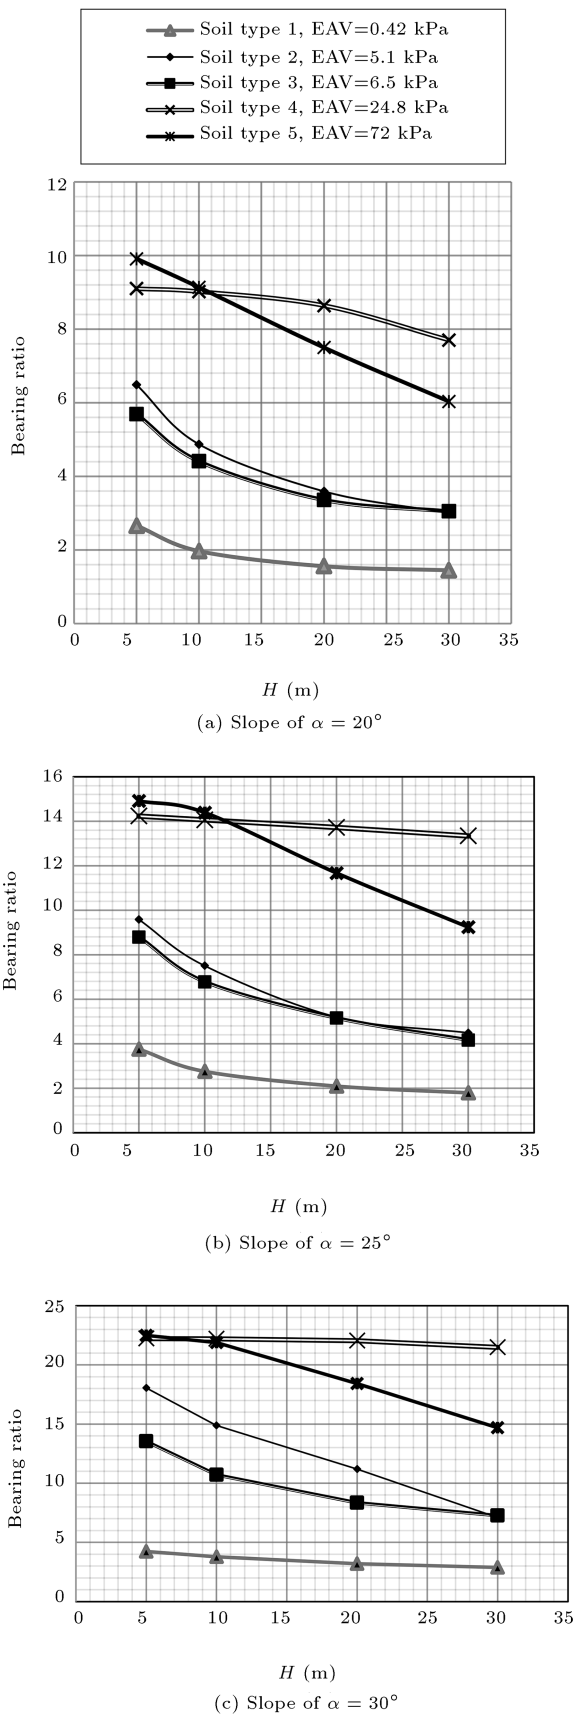 Soil type 1, EAV=0.42 kPa
Soil type 2, EAV=5.1 kPa
Soil type 3, EAV=6.5 kPa
Soil type 4, EAV=24.8 kPa
Soil type 5, EAV=72 kPa
12
10
8
6
4
2
0
Bearing ratio
0 5 10 15 20 25 30 35
H (m)
(a) Slope of α = 20°
16
14
12
10
8
6
4
2
0
Bearing ratio
0 5 10 15 20 25 30 35
H (m)
(b) Slope of α = 25°
25
20
15
10
5
0
Bearing ratio
0 5 10 15 20 25 30 35
H (m)
(c) Slope of α = 30°